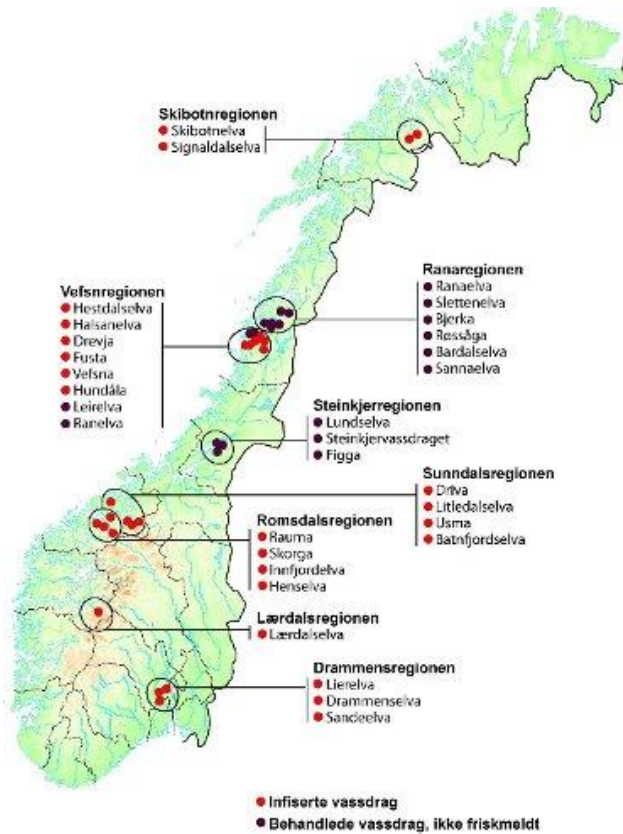 Skibotnregionen
Skibotnelva
Signaldalselva
Ranaregionen
Ranaelva
Slettenelva
Bjerka
Røssåga
Bardalselva
Sannaelva
Vefsnregionen
Hestdalselva
Halsanelva
Drevja
Fusta
Vefsna
Hundåla
Leirelva
Ranelva
Steinkjerregionen
Lundselva
Steinkjervassdraget
Figga
Sunndalsregionen
Driva
Litledalselva
Usma
Batnfjordselva
Romsdalsregionen
Rauma
Skorga
Innfjordelva
Henselva
Lærdalsregionen
Lærdalselva
Drammensregionen
Lierelva
Drammenselva
Sandeelva
Infiserte vassdrag
Behandlede vassdrag, ikke friskmeldt